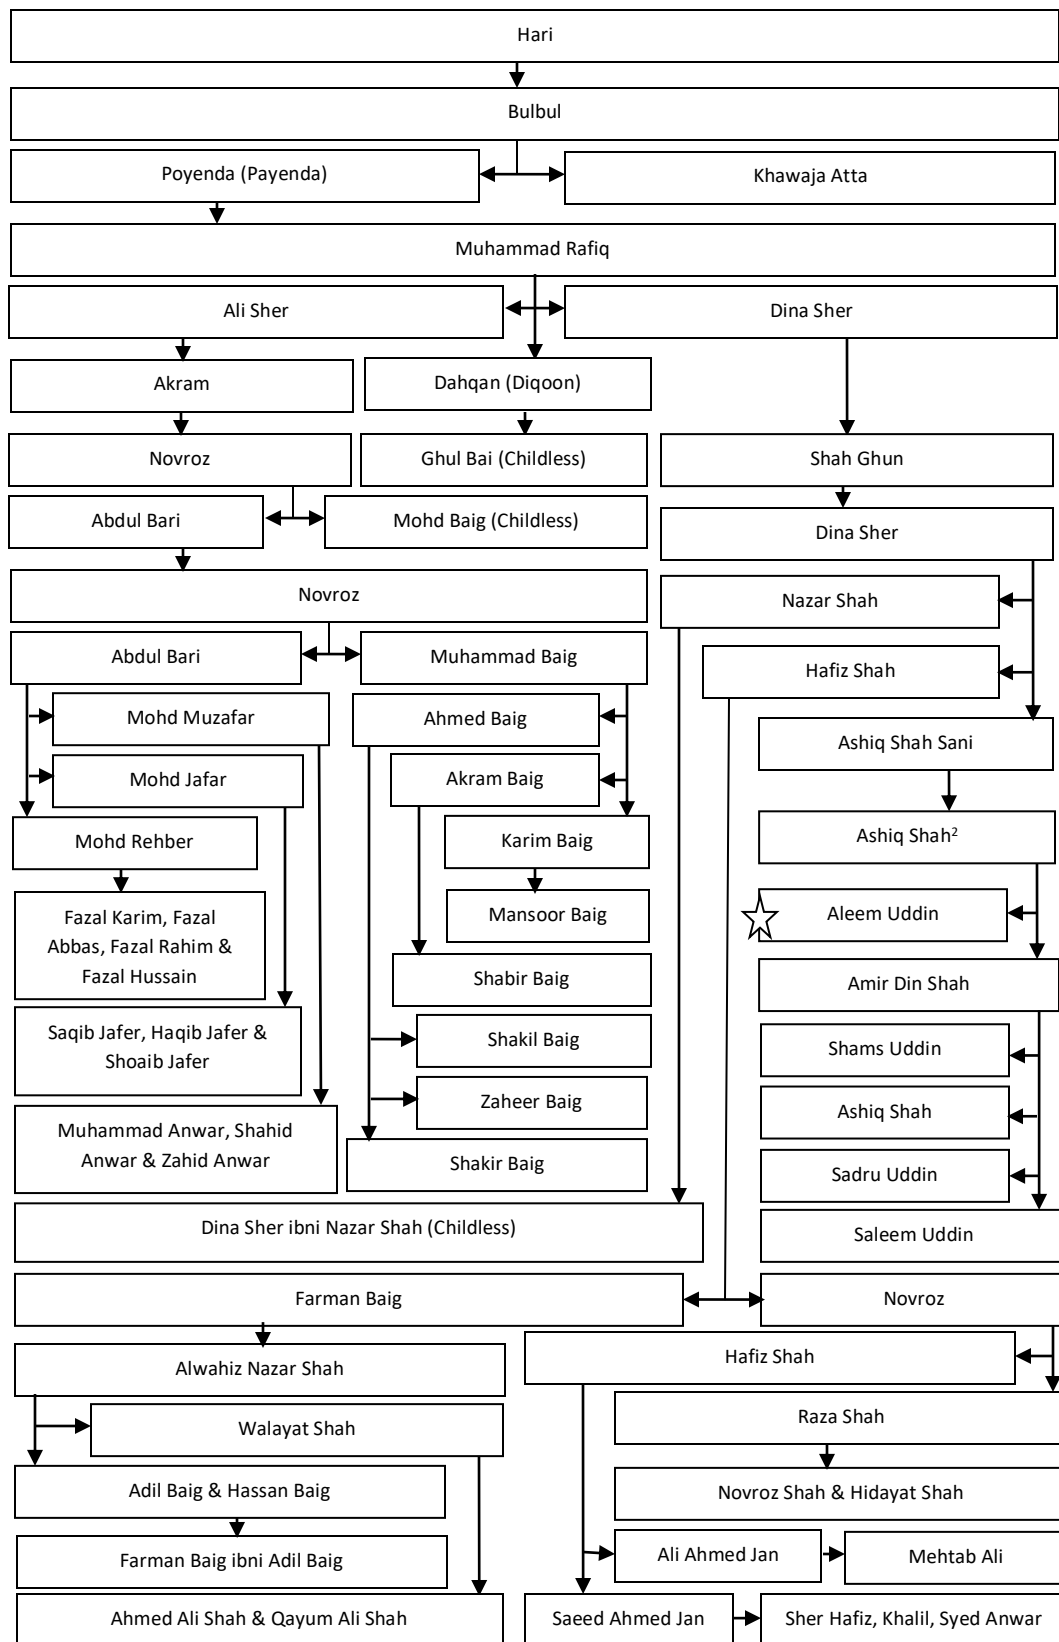 Hari
Bulbul
Poyenda (Payenda)
Khawaja Atta
Muhammad Rafiq
Ali Sher
Dina Sher
Akram
Dahqan (Diqoon)
Novroz
Ghul Bai (Childless)
Shah Ghun
Abdul Bari
Mohd Baig (Childless)
Dina Sher
Novroz
Nazar Shah
Abdul Bari
Muhammad Baig
Hafiz Shah
Mohd Muzafar
Ahmed Baig
Ashiq Shah Sani
Mohd Jafar
Akram Baig
Mohd Rehber
Karim Baig
Ashiq Shah²
Fazal Karim, Fazal
Abbas, Fazal Rahim &
Fazal Hussain
Mansoor Baig
Aleem Uddin
Shabir Baig
Amir Din Shah
Saqib Jafer, Haqib Jafer &
Shoaib Jafer
Shakil Baig
Shams Uddin
Zaheer Baig
Ashiq Shah
Muhammad Anwar, Shahid
Anwar & Zahid Anwar
Shakir Baig
Sadru Uddin
Dina Sher ibni Nazar Shah (Childless)
Saleem Uddin
Farman Baig
Novroz
Alwahiz Nazar Shah
Hafiz Shah
Walayat Shah
Raza Shah
Adil Baig & Hassan Baig
Novroz Shah & Hidayat Shah
Farman Baig ibni Adil Baig
Ali Ahmed Jan
Mehtab Ali
Ahmed Ali Shah & Qayum Ali Shah
Saeed Ahmed Jan
Sher Hafiz, Khalil, Syed Anwar